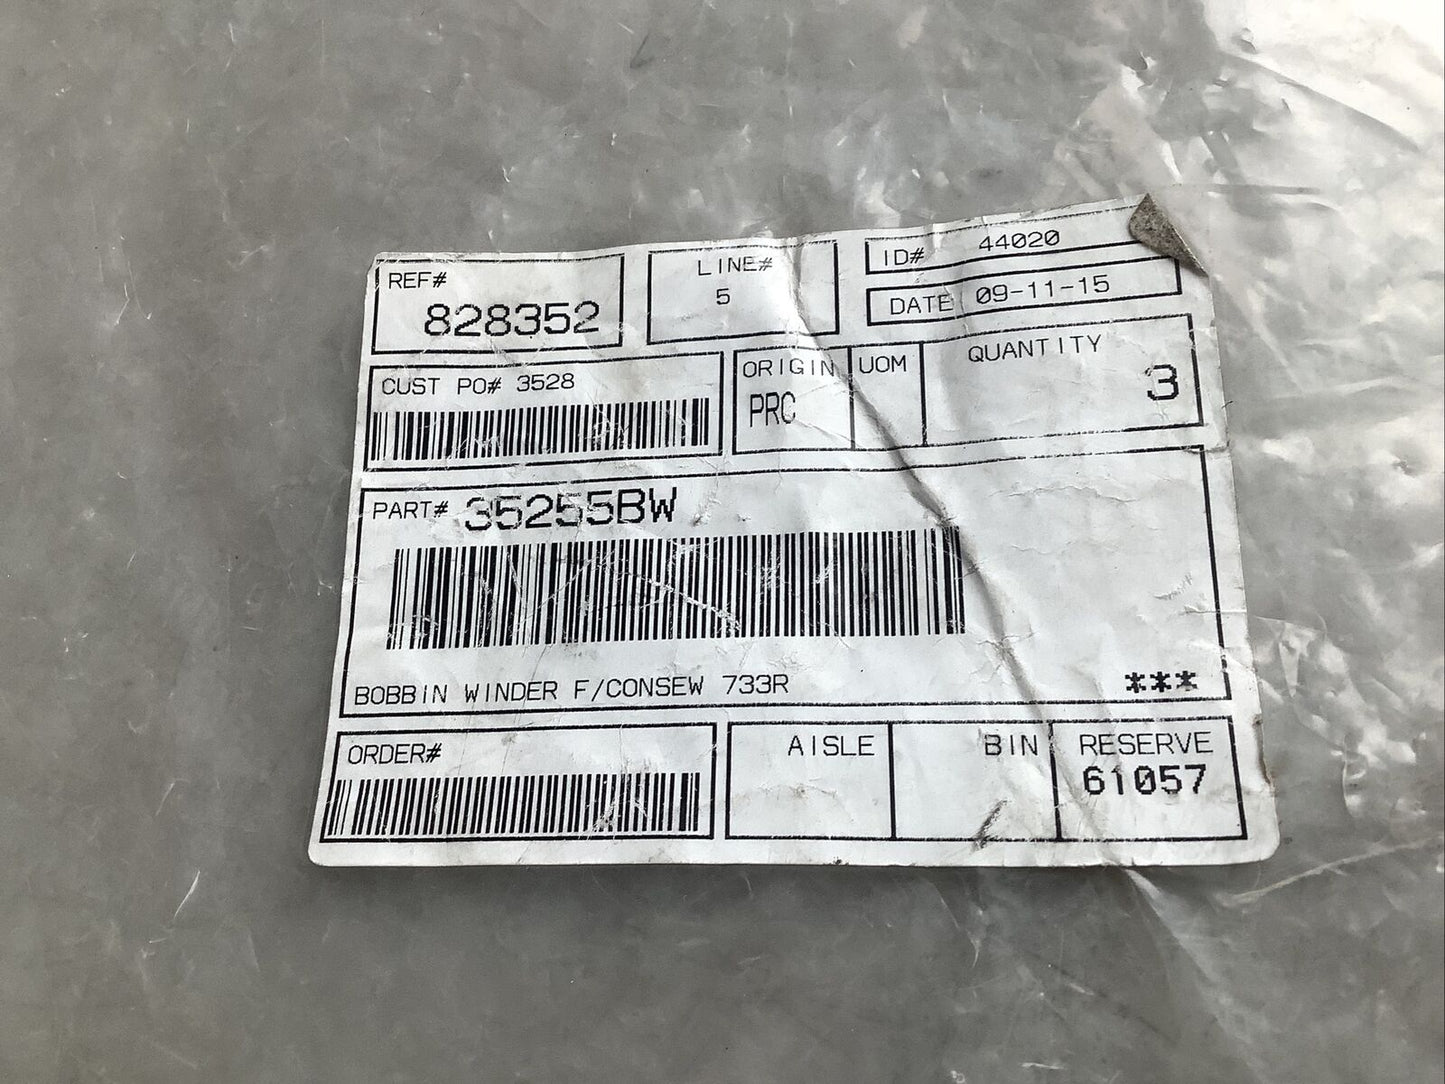 REF#
828352
LINE#
5
ID# 44020
DATE 09-11-15
CUST PO# 3528
ORIGIN
PRC
UOM
QUANTITY
3
PART# 35255BW
BOBBIN WINDER F/CONSEW 733R ***
ORDER#
AISLE
BIN
RESERVE
61057